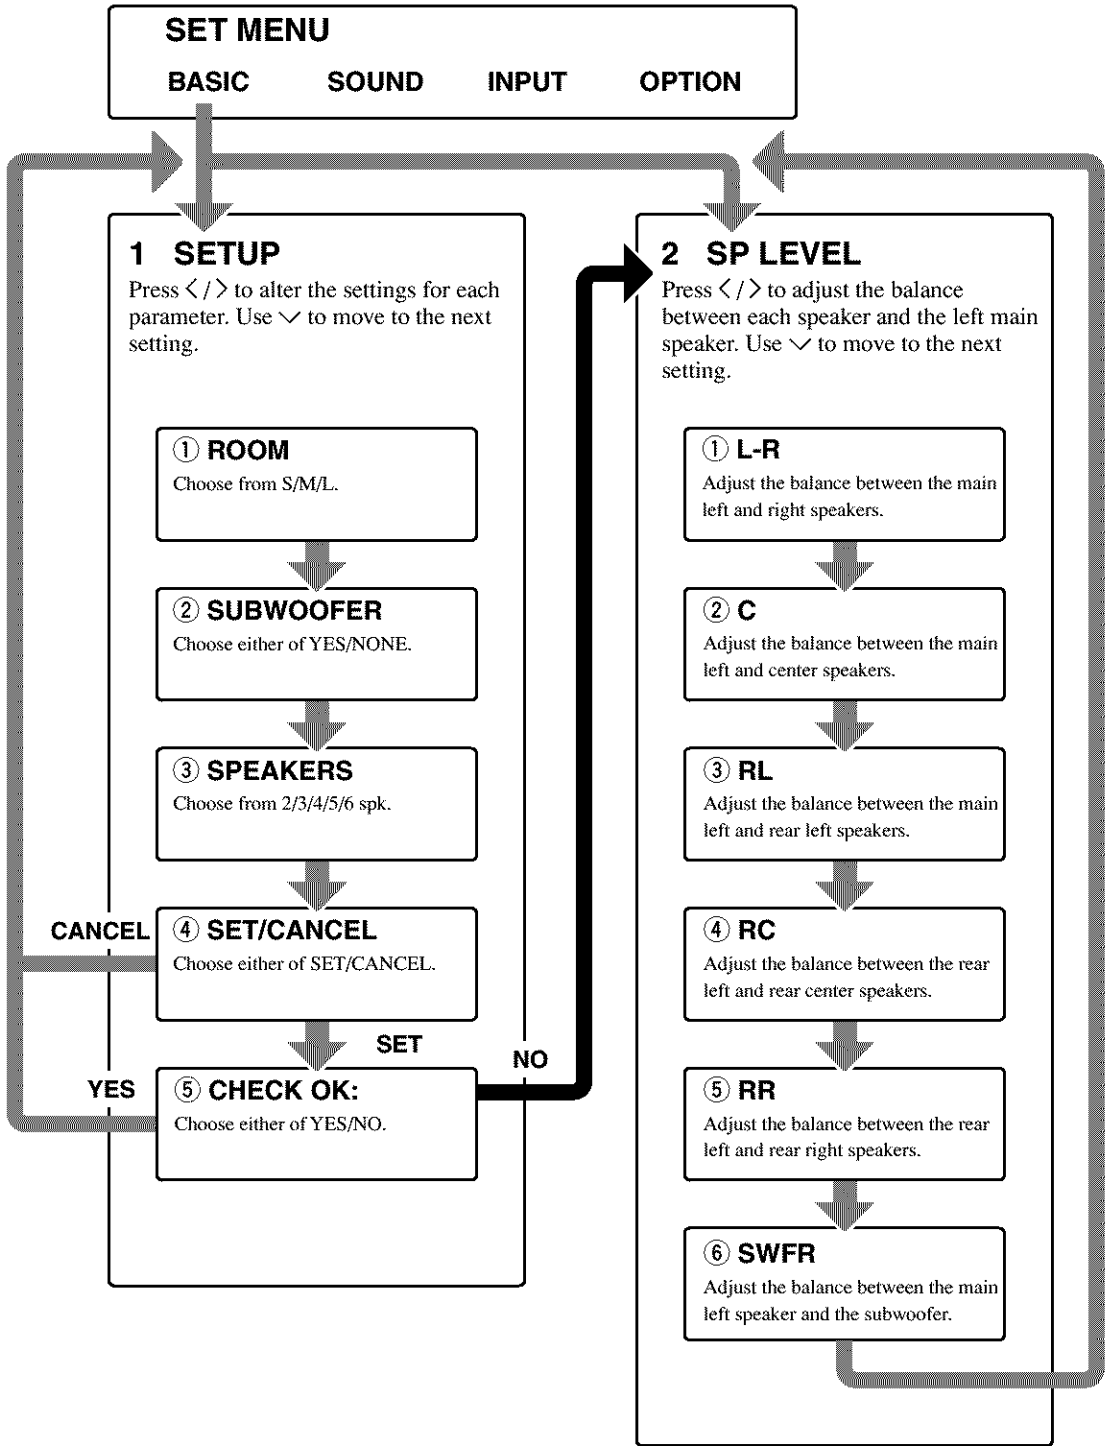 SET MENU
BASIC SOUND INPUT OPTION
1 SETUP
Press 〈 / 〉 to alter the settings for each
parameter. Use ﹀ to move to the next
setting.
① ROOM
Choose from S/M/L.
② SUBWOOFER
Choose either of YES/NONE.
③ SPEAKERS
Choose from 2/3/4/5/6 spk.
CANCEL
④ SET/CANCEL
Choose either of SET/CANCEL.
SET
NO
YES
⑤ CHECK OK:
Choose either of YES/NO.
2 SP LEVEL
Press 〈 / 〉 to adjust the balance
between each speaker and the left main
speaker. Use ﹀ to move to the next
setting.
① L-R
Adjust the balance between the main
left and right speakers.
② C
Adjust the balance between the main
left and center speakers.
③ RL
Adjust the balance between the main
left and rear left speakers.
④ RC
Adjust the balance between the rear
left and rear center speakers.
⑤ RR
Adjust the balance between the rear
left and rear right speakers.
⑥ SWFR
Adjust the balance between the main
left speaker and the subwoofer.